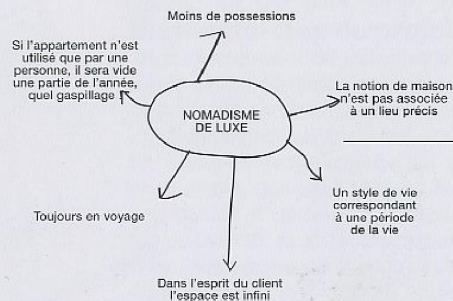 Moins de possessions
Si l'appartement n'est
utilisé que par une
personne, il sera vide
une partie de l'année,
quel gaspillage
NOMADISME
DE LUXE
La notion de maison
n'est pas associée
à un lieu précis
Un style de vie
correspondant
à une période
de la vie
Toujours en voyage
Dans l'esprit du client
l'espace est infini